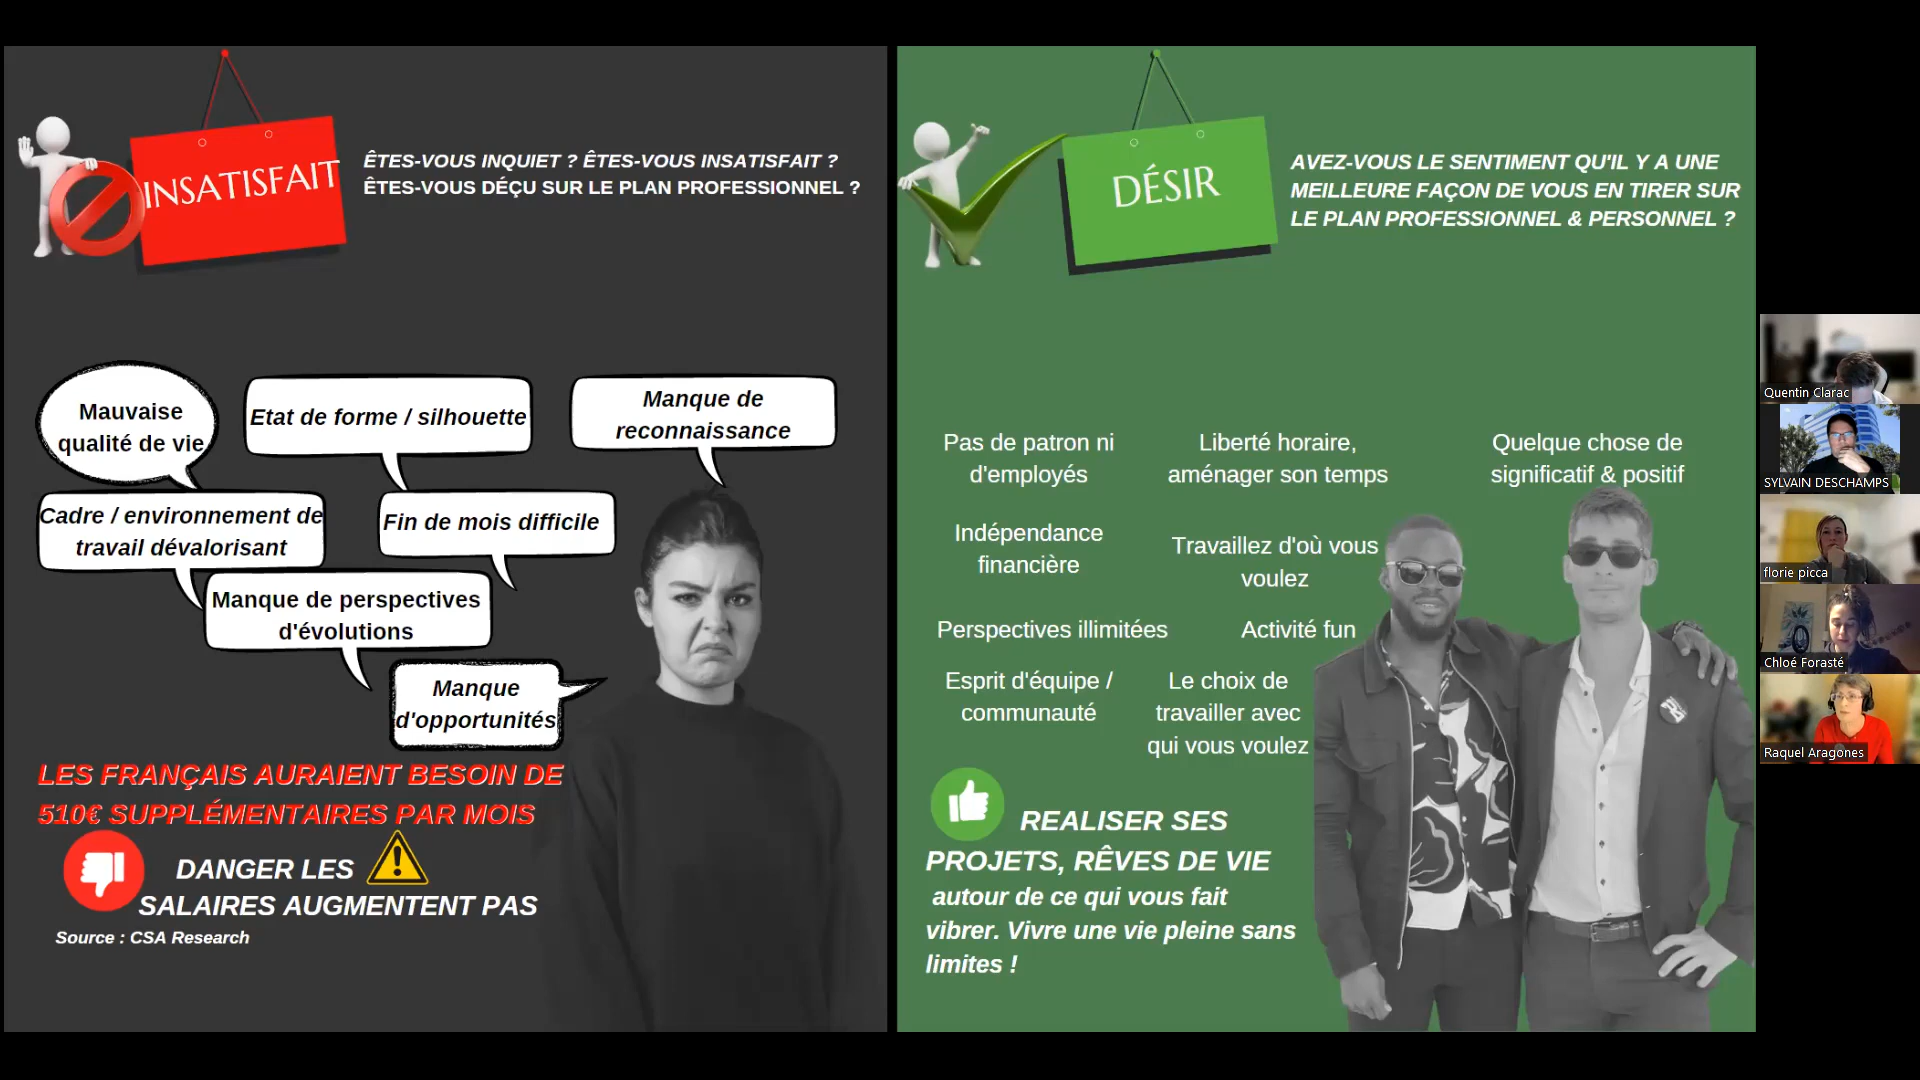 INSATISFAIT
ÊTES-VOUS INQUIET ? ÊTES-VOUS INSATISFAIT ?
ÊTES-VOUS DÉÇU SUR LE PLAN PROFESSIONNEL ?
Mauvaise
qualité de vie
Etat de forme / silhouette
Manque de
reconnaissance
Cadre / environnement de
travail dévalorisant
Fin de mois difficile
Manque de perspectives
d'évolutions
Manque
d'opportunités
LES FRANÇAIS AURAIENT BESOIN DE
510€ SUPPLÉMENTAIRES PAR MOIS
DANGER LES
SALAIRES AUGMENTENT PAS
Source : CSA Research
DÉSIR
AVEZ-VOUS LE SENTIMENT QU'IL Y A UNE
MEILLEURE FAÇON DE VOUS EN TIRER SUR
LE PLAN PROFESSIONNEL & PERSONNEL ?
Pas de patron ni
d'employés
Liberté horaire,
aménager son temps
Quelque chose de
significatif & positif
Indépendance
financière
Travaillez d'où vous
voulez
Perspectives illimitées
Activité fun
Esprit d'équipe /
communauté
Le choix de
travailler avec
qui vous voulez
REALISER SES
PROJETS, RÊVES DE VIE
autour de ce qui vous fait
vibrer. Vivre une vie pleine sans
limites !
Quentin Clarac
SYLVAIN DESCHAMPS
florie picca
Chloé Forasté
Raquel Aragones